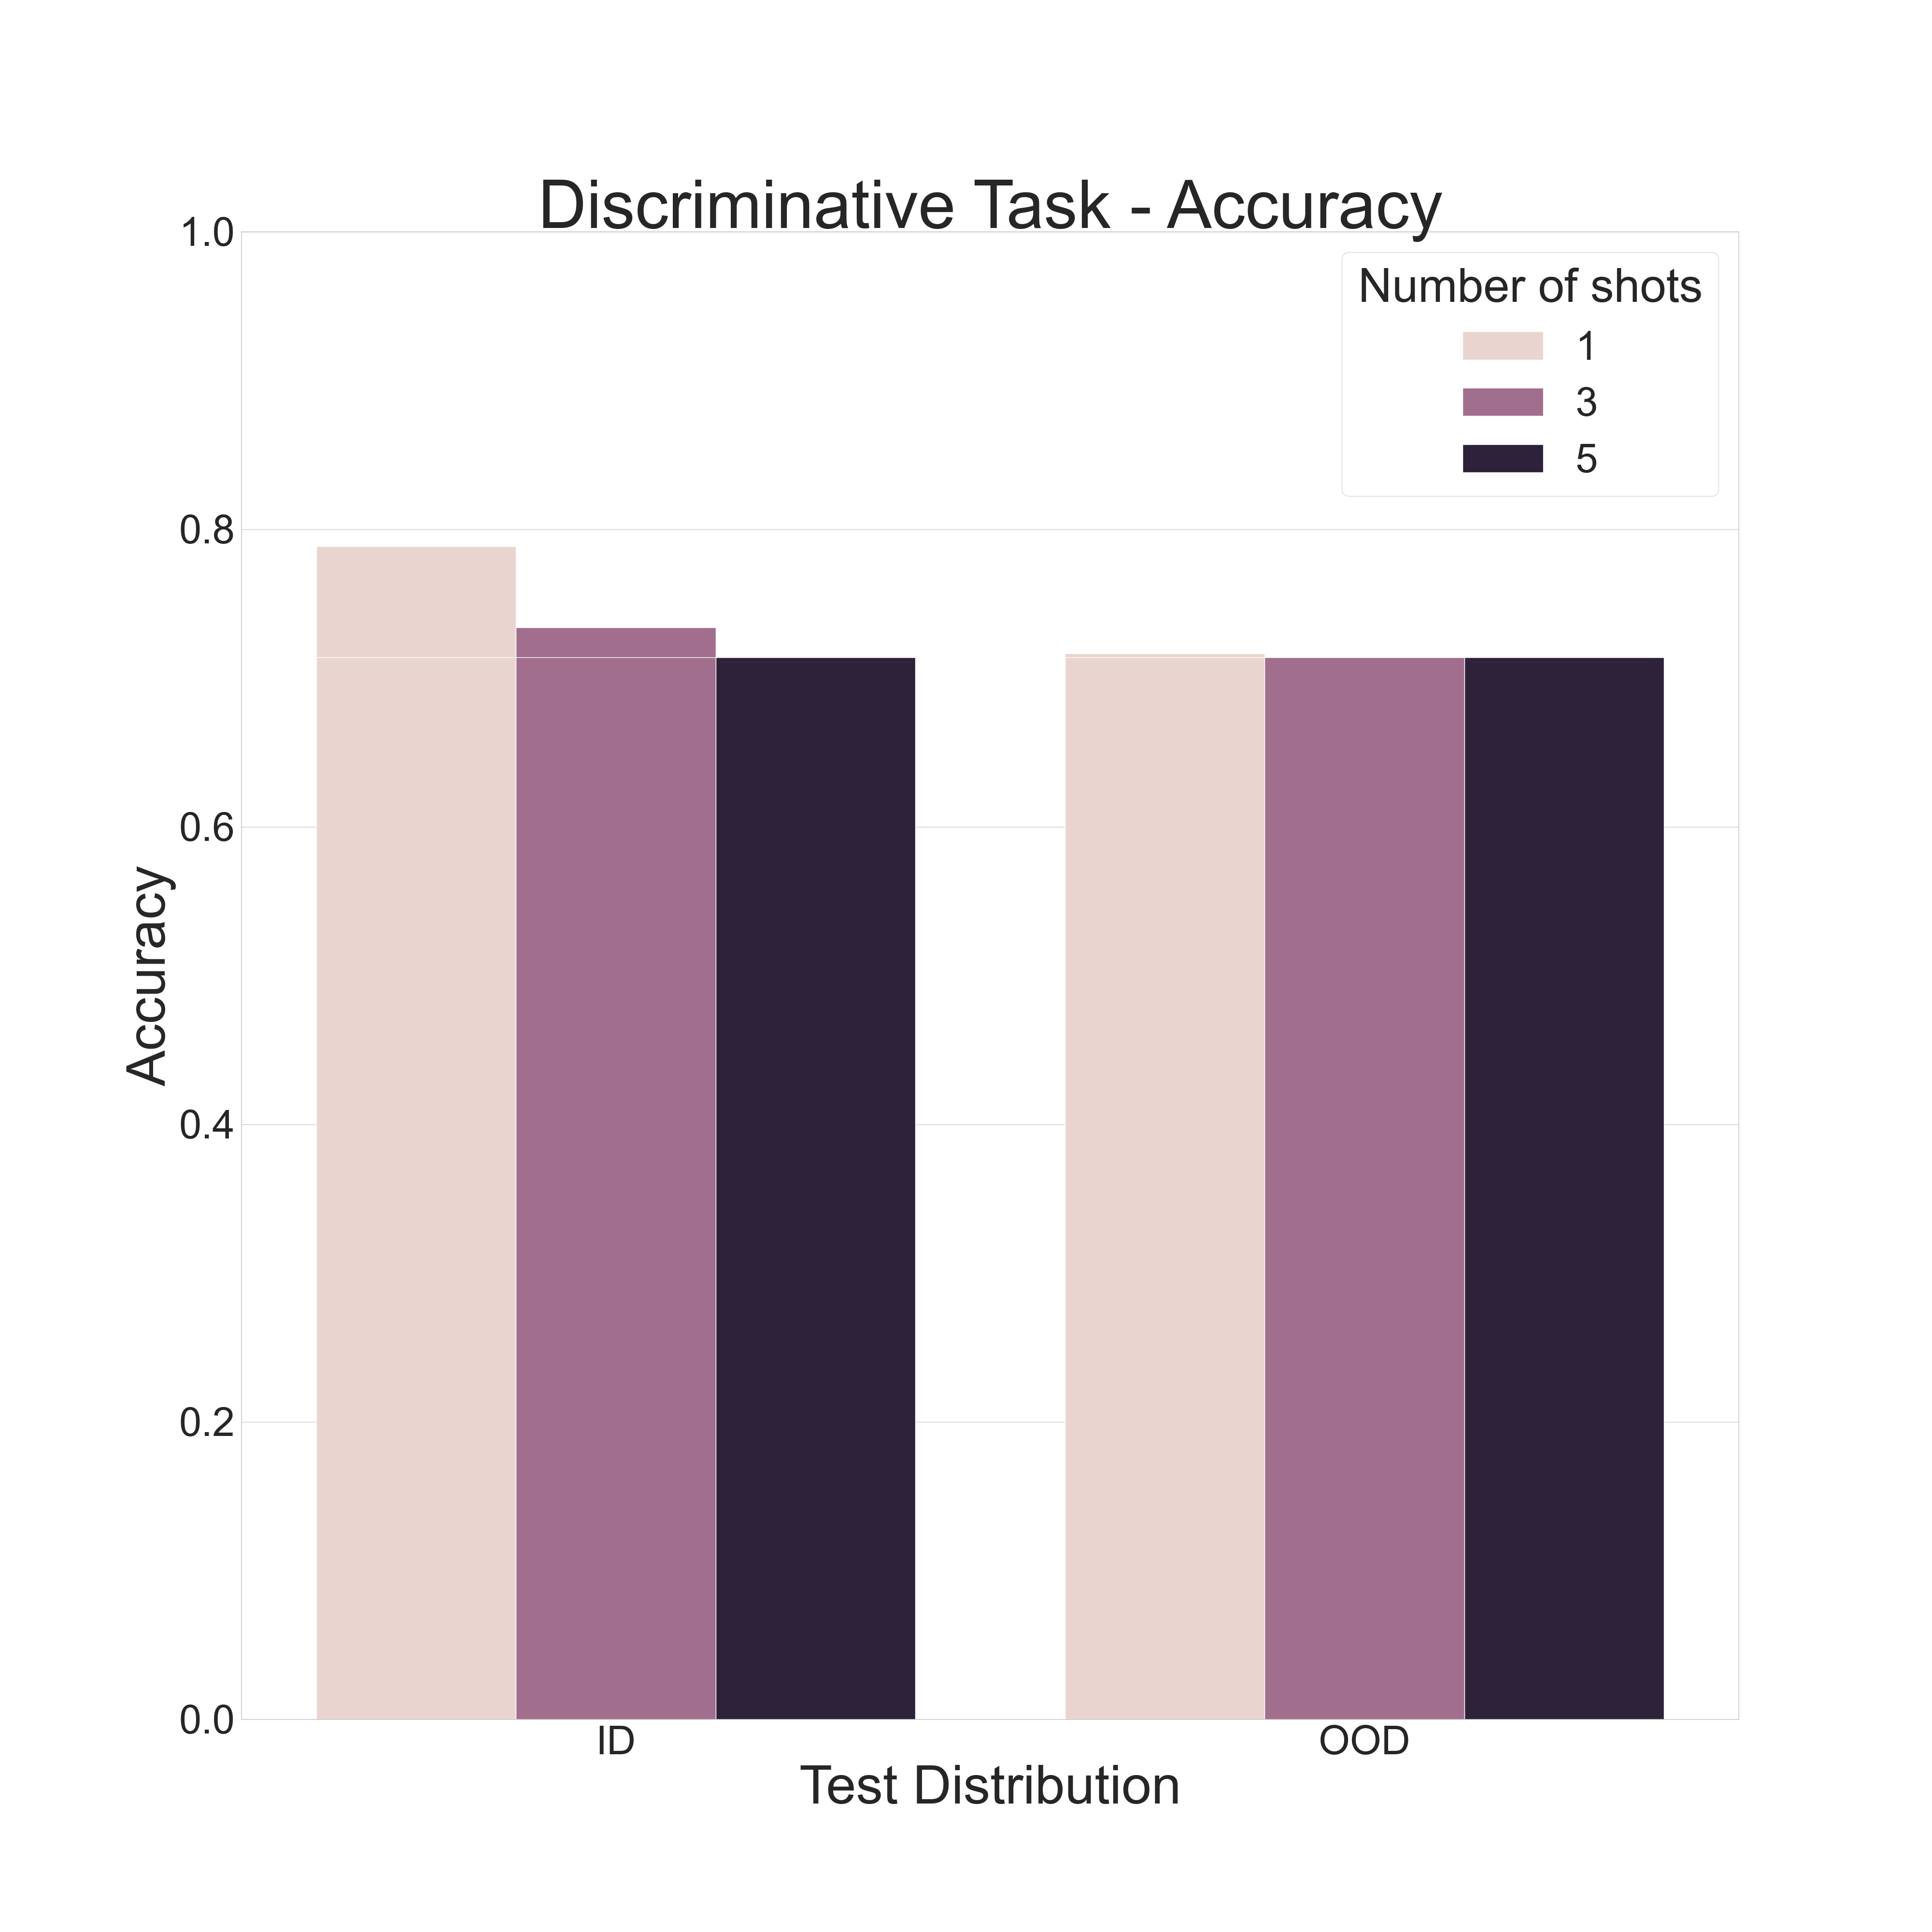 Discriminative Task - Accuracy
Number of shots
1
3
5
1.0
0.8
0.6
0.4
0.2
0.0
Accuracy
ID
OOD
Test Distribution